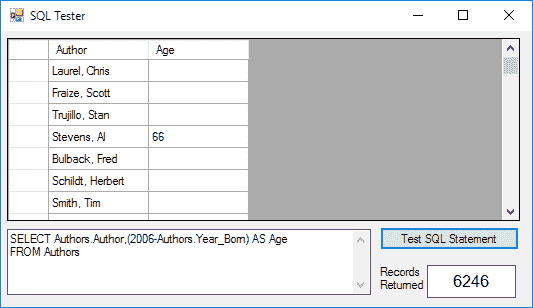 SQL Tester
Author Age
Laurel, Chris
Fraize, Scott
Trujillo, Stan
Stevens, Al 66
Bulback, Fred
Schildt, Herbert
Smith, Tim
SELECT Authors.Author,(2006-Authors.Year_Born) AS Age
FROM Authors
Test SQL Statement
Records
Returned
6246